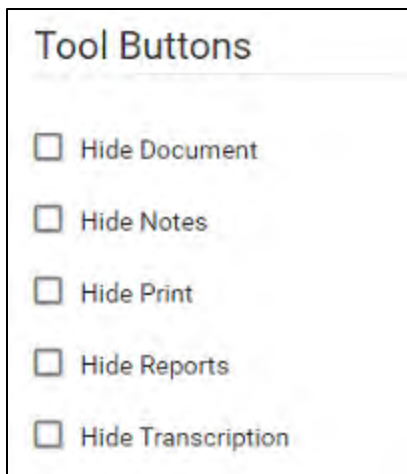 Tool Buttons
Hide Document
Hide Notes
Hide Print
Hide Reports
Hide Transcription